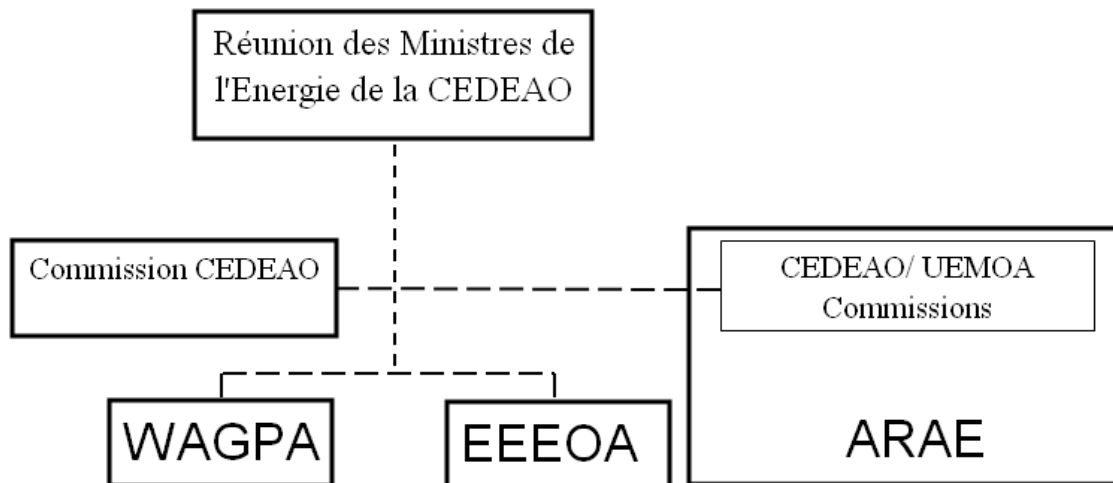 Réunion des Ministres de
l'Energie de la CEDEAO
Commission CEDEAO
CEDEAO/ UEMOA
Commissions
WAGPA
EEEOA
ARAE